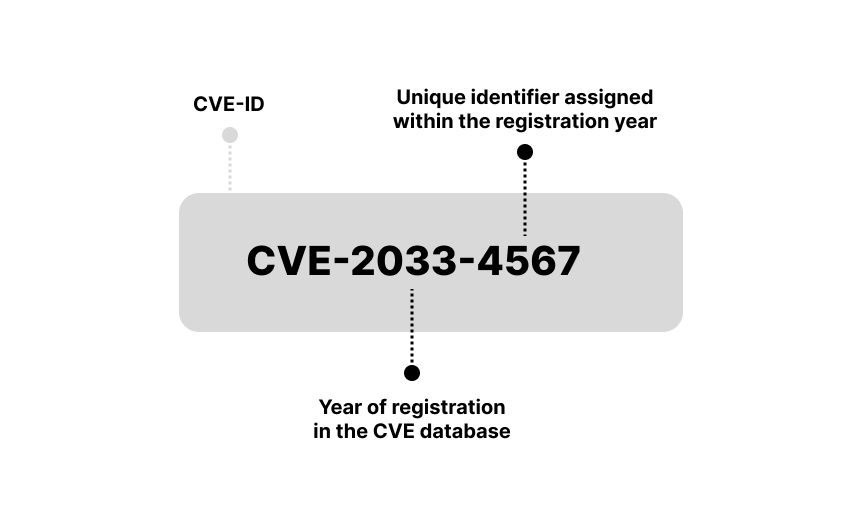 CVE-ID
Unique identifier assigned
within the registration year
CVE-2033-4567
Year of registration
in the CVE database